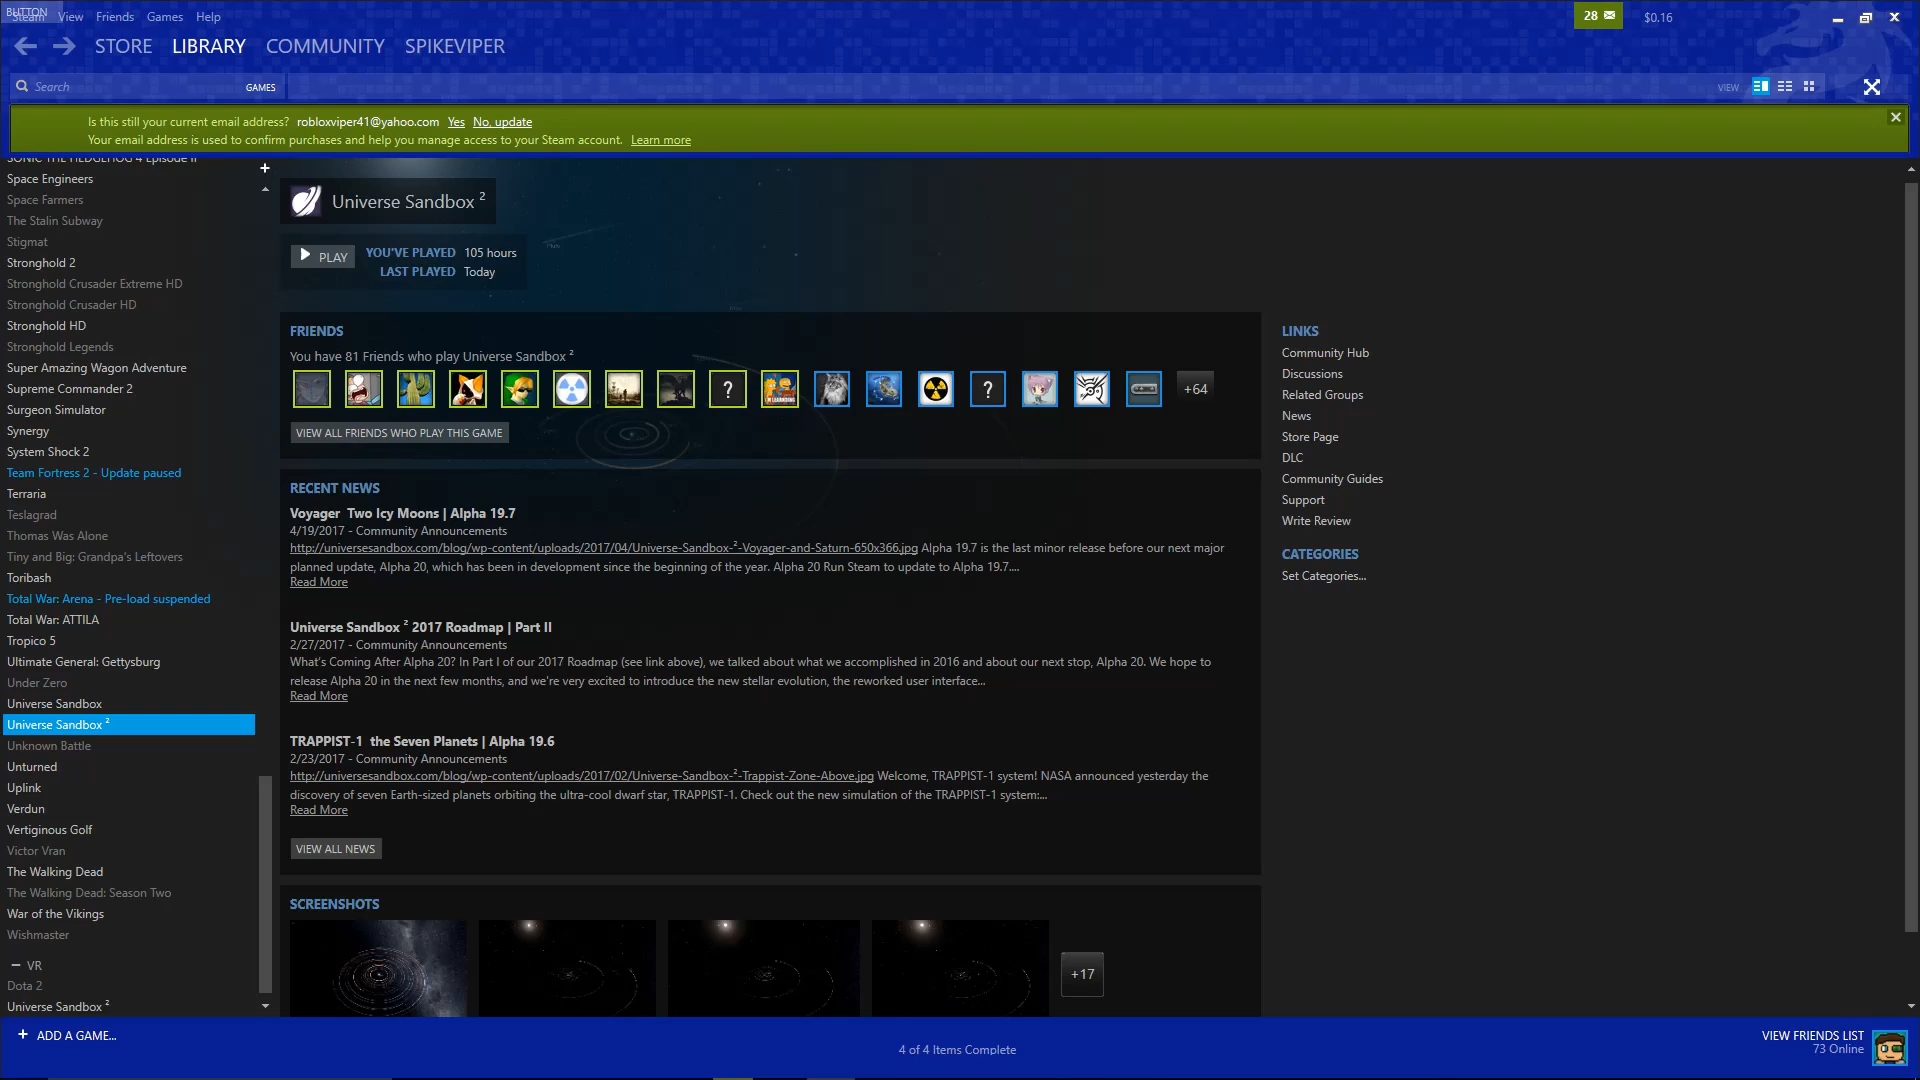 BUTTON
Steam View Friends Games Help
28
$0.16
STORE LIBRARY COMMUNITY SPIKEVIPER
Search
GAMES
VIEW
Is this still your current email address? robloxviper41@yahoo.com Yes No, update
Your email address is used to confirm purchases and help you manage access to your Steam account. Learn more
SONIC THE HEDGEHOG 4 Episode II
Space Engineers
Space Farmers
The Stalin Subway
Stigmat
Stronghold 2
Stronghold Crusader Extreme HD
Stronghold Crusader HD
Stronghold HD
Stronghold Legends
Super Amazing Wagon Adventure
Supreme Commander 2
Surgeon Simulator
Synergy
System Shock 2
Team Fortress 2 - Update paused
Terraria
Teslagrad
Thomas Was Alone
Tiny and Big: Grandpa's Leftovers
Toribash
Total War: Arena - Pre-load suspended
Total War: ATTILA
Tropico 5
Ultimate General: Gettysburg
Under Zero
Universe Sandbox
Universe Sandbox ²
Unknown Battle
Unturned
Uplink
Verdun
Vertiginous Golf
Victor Vran
The Walking Dead
The Walking Dead: Season Two
War of the Vikings
Wishmaster
VR
Dota 2
Universe Sandbox ²
+ ADD A GAME...
Universe Sandbox ²
PLAY
YOU'VE PLAYED 105 hours
LAST PLAYED Today
FRIENDS
You have 81 Friends who play Universe Sandbox ²
? ? +64
VIEW ALL FRIENDS WHO PLAY THIS GAME
RECENT NEWS
Voyager Two Icy Moons | Alpha 19.7
4/19/2017 - Community Announcements
http://universesandbox.com/blog/wp-content/uploads/2017/04/Universe-Sandbox-²-Voyager-and-Saturn-650x366.jpg Alpha 19.7 is the last minor release before our next major
planned update, Alpha 20, which has been in development since the beginning of the year. Alpha 20 Run Steam to update to Alpha 19.7....
Read More
Universe Sandbox ² 2017 Roadmap | Part II
2/27/2017 - Community Announcements
What's Coming After Alpha 20? In Part I of our 2017 Roadmap (see link above), we talked about what we accomplished in 2016 and about our next stop, Alpha 20. We hope to
release Alpha 20 in the next few months, and we're very excited to introduce the new stellar evolution, the reworked user interface...
Read More
TRAPPIST-1 the Seven Planets | Alpha 19.6
2/23/2017 - Community Announcements
http://universesandbox.com/blog/wp-content/uploads/2017/02/Universe-Sandbox-²-Trappist-Zone-Above.jpg Welcome, TRAPPIST-1 system! NASA announced yesterday the
discovery of seven Earth-sized planets orbiting the ultra-cool dwarf star, TRAPPIST-1. Check out the new simulation of the TRAPPIST-1 system:...
Read More
VIEW ALL NEWS
SCREENSHOTS
+17
LINKS
Community Hub
Discussions
Related Groups
News
Store Page
DLC
Community Guides
Support
Write Review
CATEGORIES
Set Categories...
4 of 4 Items Complete
VIEW FRIENDS LIST
73 Online